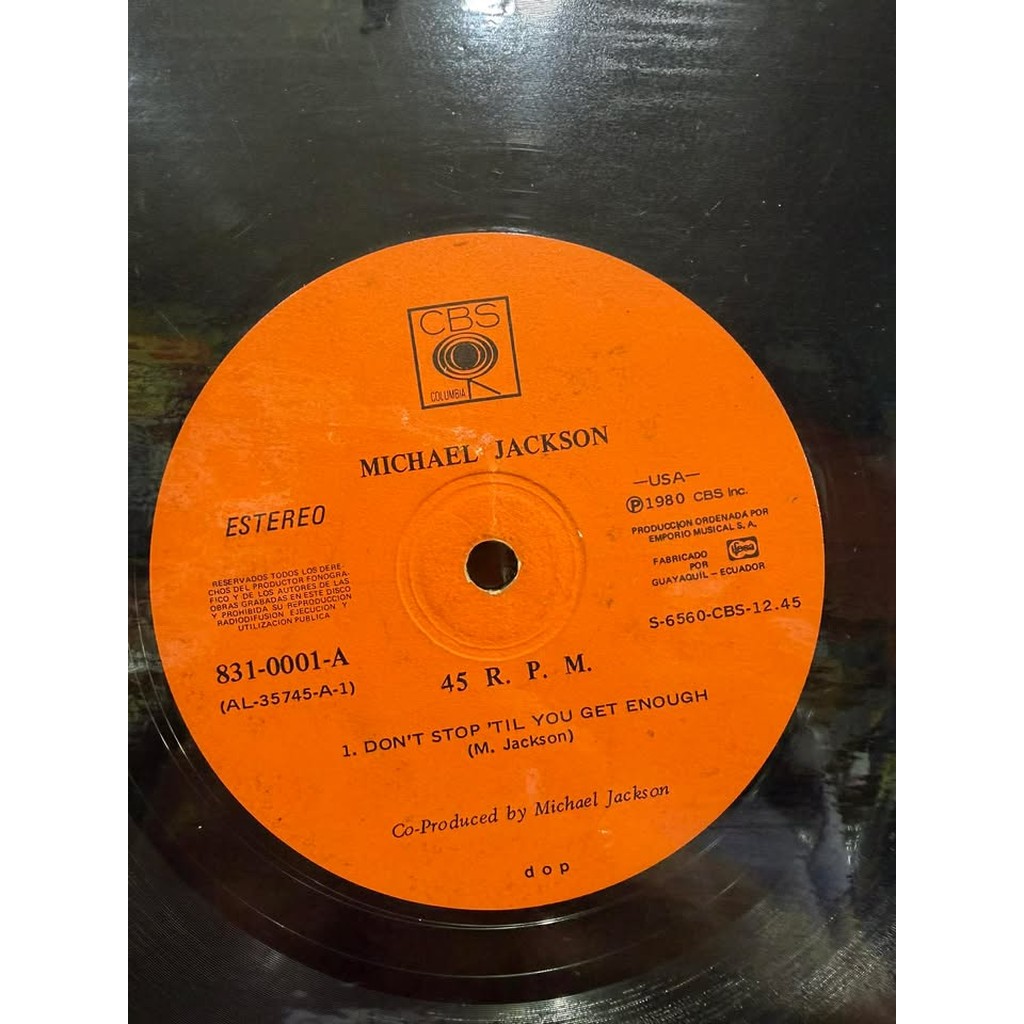 CBS
COLUMBIA
MICHAEL JACKSON
ESTEREO
—USA—
Ⓟ1980 CBS Inc.
PRODUCCION ORDENADA POR
EMPORIO MUSICAL S. A.
FABRICADO
POR
ifesa
GUAYAQUIL – ECUADOR
RESERVADOS TODOS LOS DERE-
CHOS DEL PRODUCTOR FONOGRA-
FICO Y DE LOS AUTORES DE LAS
OBRAS GRABADAS EN ESTE DISCO
Y PROHIBIDA SU REPRODUCCION
RADIODIFUSION, EJECUCION Y
UTILIZACION PUBLICA
S-6560-CBS-12.45
831-0001-A
(AL-35745-A-1)
45 R. P. M.
1. DON'T STOP 'TIL YOU GET ENOUGH
(M. Jackson)
Co-Produced by Michael Jackson
d o p